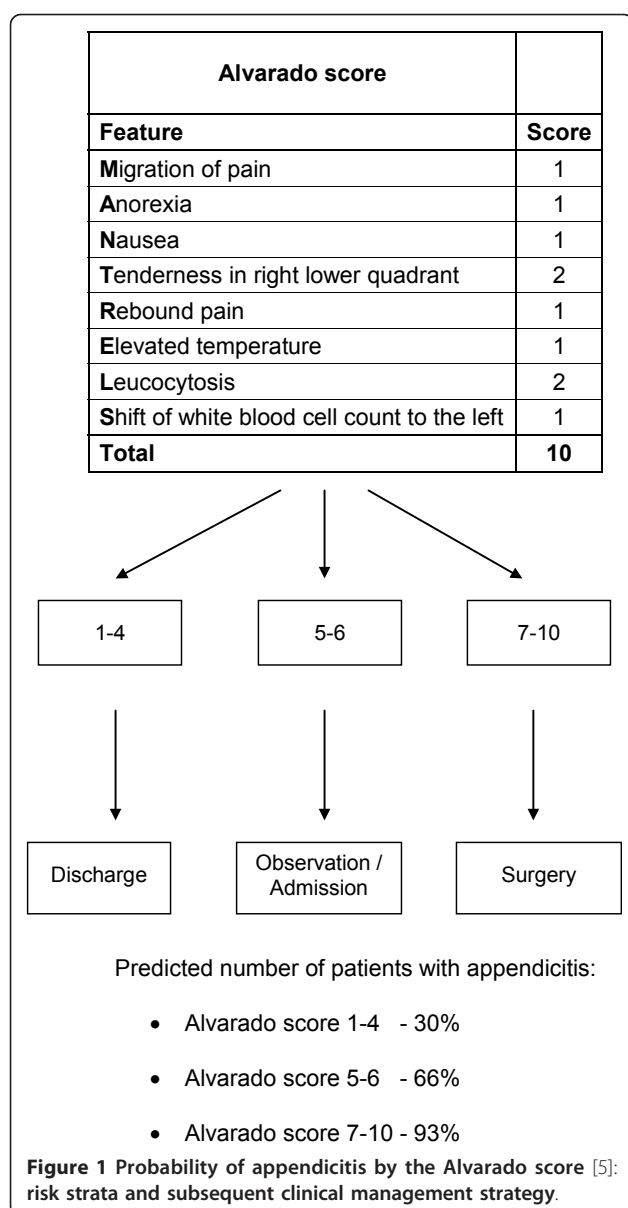 Alvarado score
Feature Score
Migration of pain 1
Anorexia 1
Nausea 1
Tenderness in right lower quadrant 2
Rebound pain 1
Elevated temperature 1
Leucocytosis 2
Shift of white blood cell count to the left 1
Total 10
1-4 5-6 7-10
Discharge Observation / Admission Surgery
Predicted number of patients with appendicitis:
• Alvarado score 1-4 - 30%
• Alvarado score 5-6 - 66%
• Alvarado score 7-10 - 93%
Figure 1 Probability of appendicitis by the Alvarado score [5]:
risk strata and subsequent clinical management strategy.